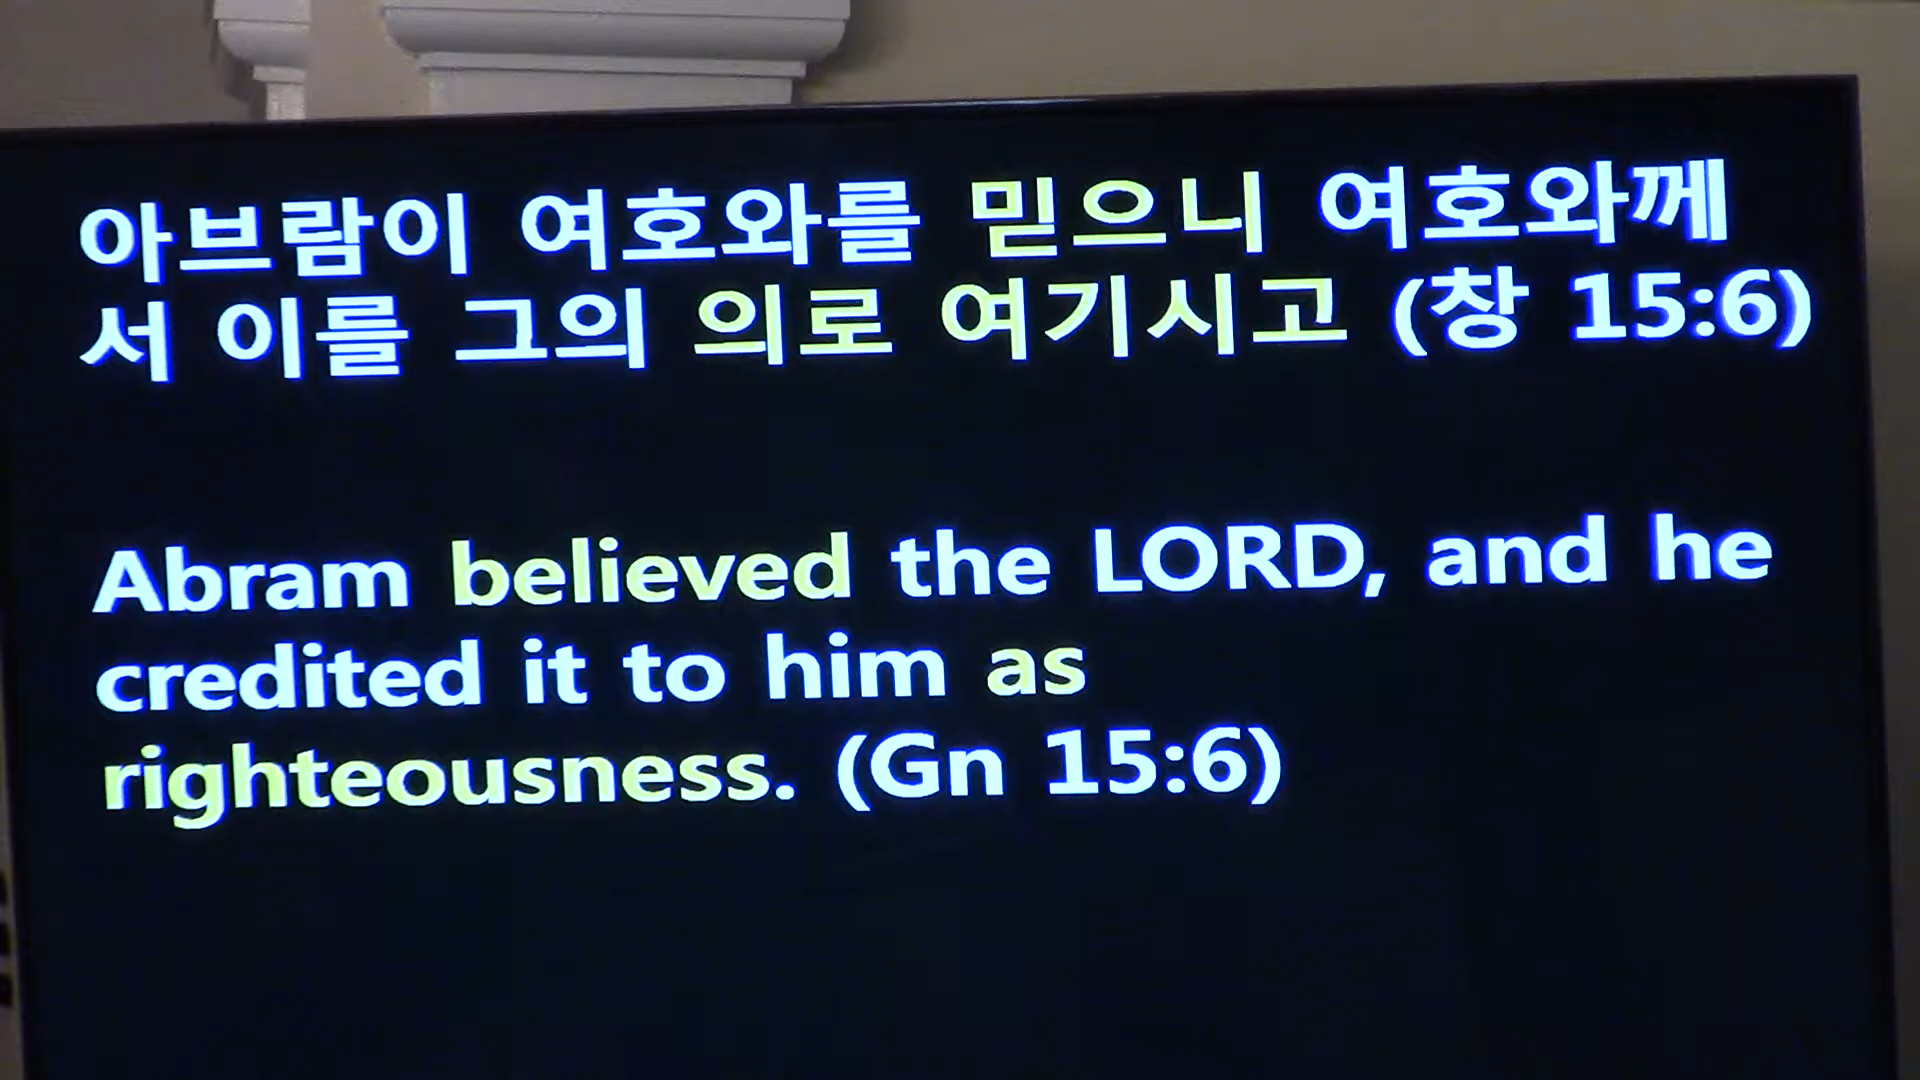 아브람이 여호와를 믿으니 여호와께
서 이를 그의 의로 여기시고 (창 15:6)
Abram believed the LORD, and he
credited it to him as
righteousness. (Gn 15:6)